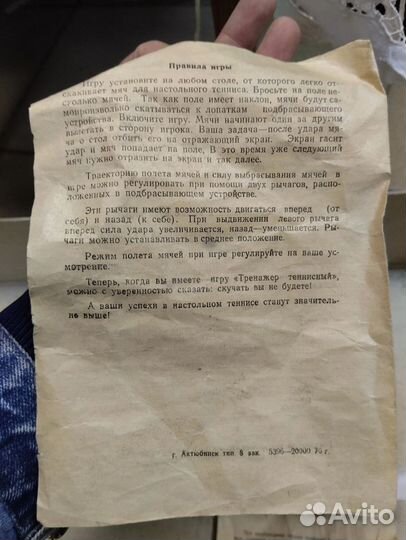 Правила игры
Игру установите на любом столе, от которого легко от-
скакивает мяч для настольного тенниса. Бросьте на поле не-
сколько мячей. Так как поле имеет наклон, мячи будут са-
мопроизвольно скатываться к лопаткам подбрасывающего
устройства. Включите игру. Мячи начинают один за другим
вылетать в сторону игрока. Ваша задача—после удара мя-
ча о стол отбить его на отражающий экран. Экран гасит
удар и мяч попадает на поле. В это время уже следующий
мяч нужно отразить на экран и так далее.
Траекторию полета мячей и силу выбрасывания мячей в
игре можно регулировать при помощи двух рычагов, распо-
ложенных в подбрасывающем устройстве.
Эти рычаги имеют возможность двигаться вперед (от
себя) и назад (к себе). При выдвижении левого рычага
вперед сила удара увеличивается, назад—уменьшается. Ры-
чаги можно устанавливать в среднее положение.
Режим полета мячей при игре регулируйте на ваше ус-
мотрение.
Теперь, когда вы имеете игру «Тренажер теннисный»,
можно с уверенностью сказать: скучать вы не будете!
А ваши успехи в настольном теннисе станут значитель-
но выше!
г. Актюбинск тип 8 зак 5396—20000 76 г.
Avito